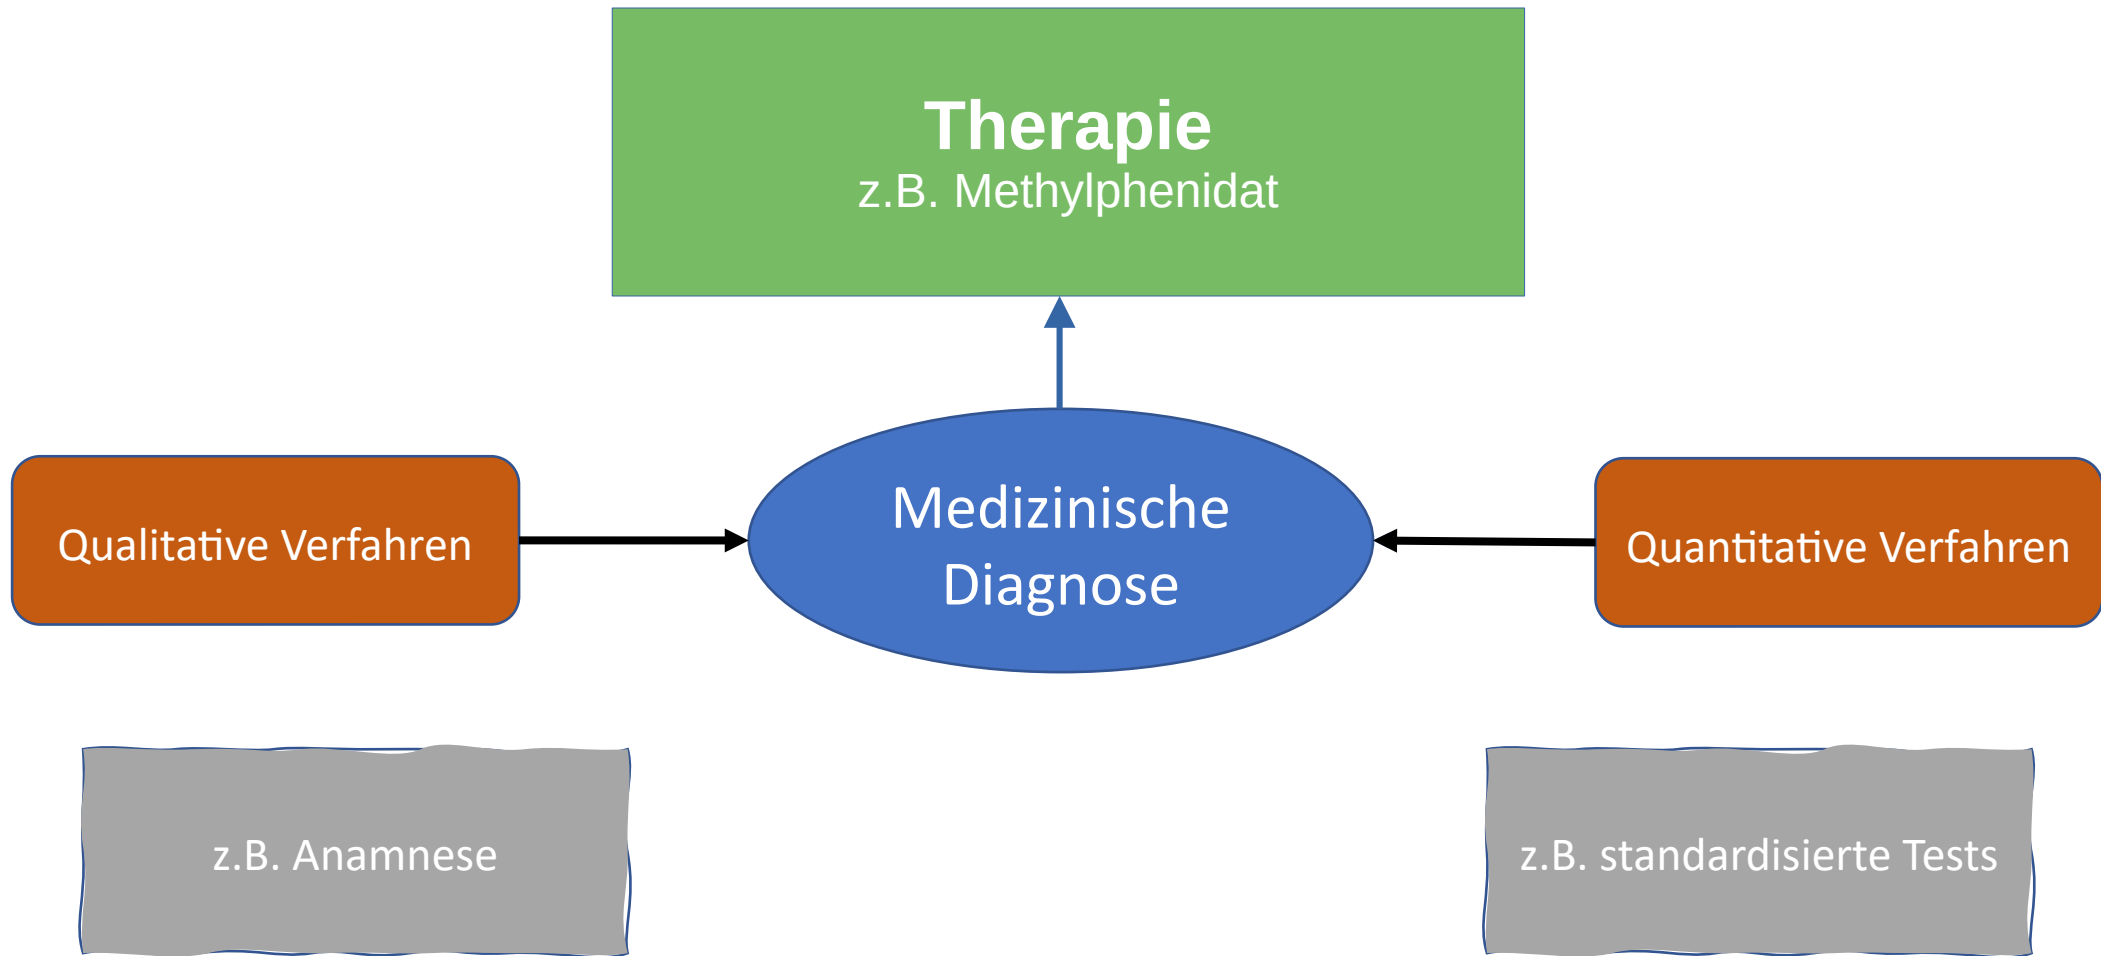 Therapie
z.B. Methylphenidat
Qualitative Verfahren
Medizinische
Diagnose
Quantitative Verfahren
z.B. Anamnese
z.B. standardisierte Tests